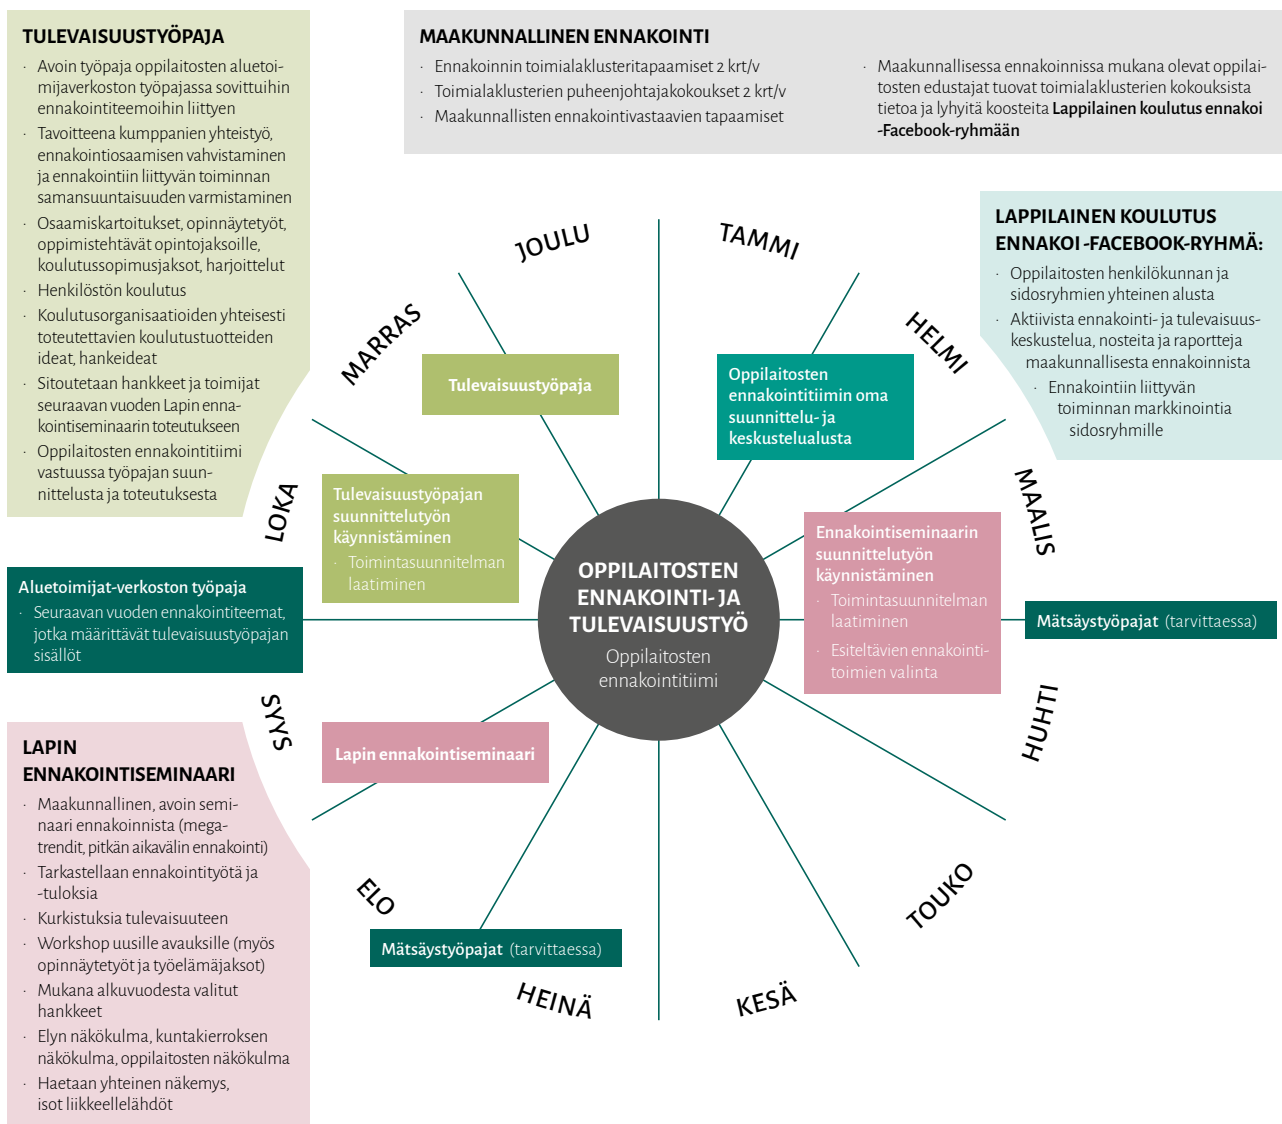 TULEVAISUUSTYÖPAJA
· Avoin työpaja oppilaitosten aluetoi-
mijaverkoston työpajassa sovittuihin
ennakointiteemoihin liittyen
· Tavoitteena kumppanien yhteistyö,
ennakointiosaamisen vahvistaminen
ja ennakointiin liittyvän toiminnan
samansuuntaisuuden varmistaminen
· Osaamiskartoitukset, opinnäytetyöt,
oppimistehtävät opintojaksoille,
koulutussopimusjaksot, harjoittelut
· Henkilöstön koulutus
· Koulutusorganisaatioiden yhteisesti
toteutettavien koulutustuotteiden
ideat, hankeideat
· Sitoutetaan hankkeet ja toimijat
seuraavan vuoden Lapin enna-
kointiseminaarin toteutukseen
· Oppilaitosten ennakointitiimi
vastuussa työpajan suun-
nittelusta ja toteutuksesta
MAAKUNNALLINEN ENNAKOINTI
· Ennakoinnin toimialaklusteritapaamiset 2 krt/v
· Toimialaklusterien puheenjohtajakokoukset 2 krt/v
· Maakunnallisten ennakointivastaavien tapaamiset
· Maakunnallisessa ennakoinnissa mukana olevat oppilai-
tosten edustajat tuovat toimialaklusterien kokouksista
tietoa ja lyhyitä koosteita Lappilainen koulutus ennakoi
-Facebook-ryhmään
LAPPILAINEN KOULUTUS
ENNAKOI -FACEBOOK-RYHMÄ:
· Oppilaitosten henkilökunnan ja
sidosryhmien yhteinen alusta
· Aktiivista ennakointi- ja tulevaisuus-
keskustelua, nosteita ja raportteja
maakunnallisesta ennakoinnista
· Ennakointiin liittyvän
toiminnan markkinointia
sidosryhmille
JOULU
TAMMI
MARRAS
HELMI
Tulevaisuustyöpaja
Oppilaitosten
ennakointitiimin oma
suunnittelu- ja
keskustelualusta
LOKA
MAALIS
Tulevaisuustyöpajan
suunnittelutyön
käynnistäminen
· Toimintasuunnitelman
laatiminen
Ennakointiseminaarin
suunnittelutyön
käynnistäminen
· Toimintasuunnitelman
laatiminen
· Esiteltävien ennakointi-
toimien valinta
OPPILAITOSTEN
ENNAKOINTI- JA
TULEVAISUUSTYÖ
Oppilaitosten
ennakointitiimi
Aluetoimijat-verkoston työpaja
· Seuraavan vuoden ennakointiteemat,
jotka määrittävät tulevaisuustyöpajan
sisällöt
Mätsäystyöpajat (tarvittaessa)
SYYS
HUHTI
Lapin ennakointiseminaari
LAPIN
ENNAKOINTISEMINAARI
· Maakunnallinen, avoin semi-
naari ennakoinnista (mega-
trendit, pitkän aikavälin ennakointi)
· Tarkastellaan ennakointityötä ja
-tuloksia
· Kurkistuksia tulevaisuuteen
· Workshop uusille avauksille (myös
opinnäytetyöt ja työelämäjaksot)
· Mukana alkuvuodesta valitut
hankkeet
· Elyn näkökulma, kuntakierroksen
näkökulma, oppilaitosten näkökulma
· Haetaan yhteinen näkemys,
isot liikkeellelähdöt
ELO
TOUKO
Mätsäystyöpajat (tarvittaessa)
HEINÄ
KESÄ